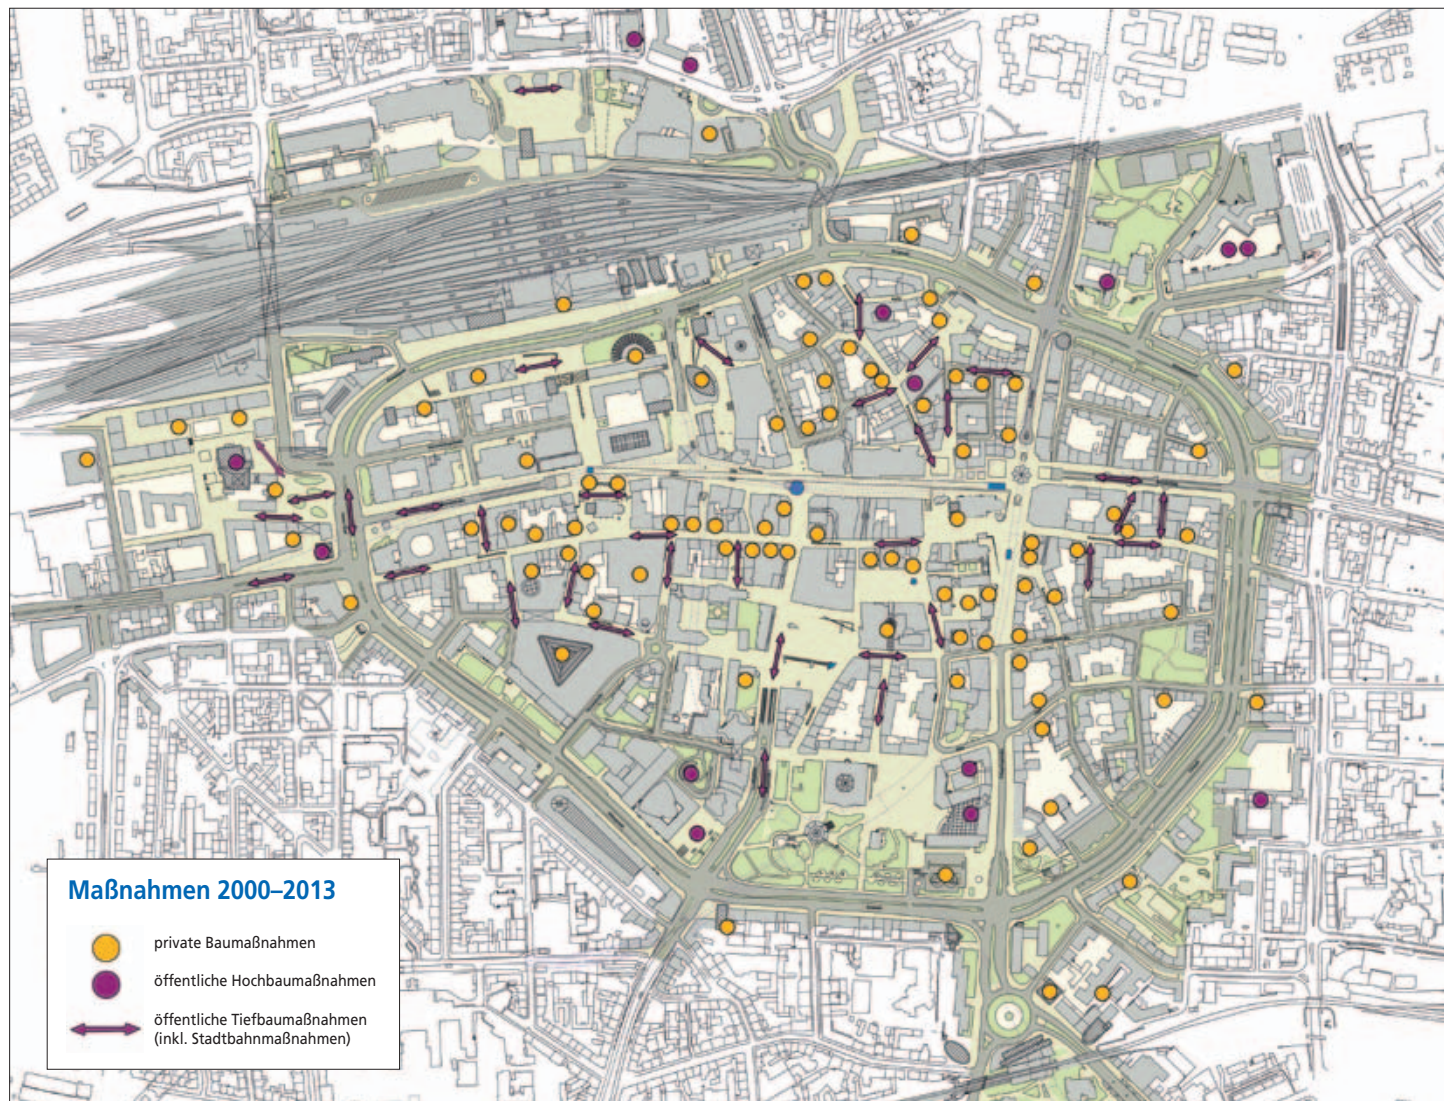 Maßnahmen 2000–2013
private Baumaßnahmen
öffentliche Hochbaumaßnahmen
öffentliche Tiefbaumaßnahmen
(inkl. Stadtbahnmaßnahmen)